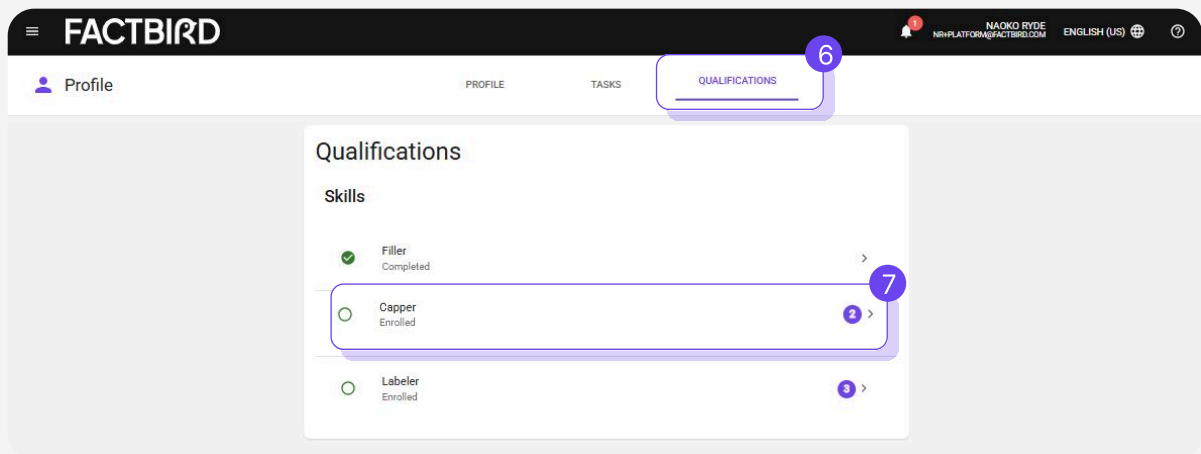 FACTBIRD
1
NAOKO RYDE
NR+PLATFORM@FACTBIRD.COM
ENGLISH (US)
?
Profile
PROFILE
TASKS
QUALIFICATIONS
6
Qualifications
Skills
Filler
Completed
7
Capper
Enrolled
2
Labeler
Enrolled
3